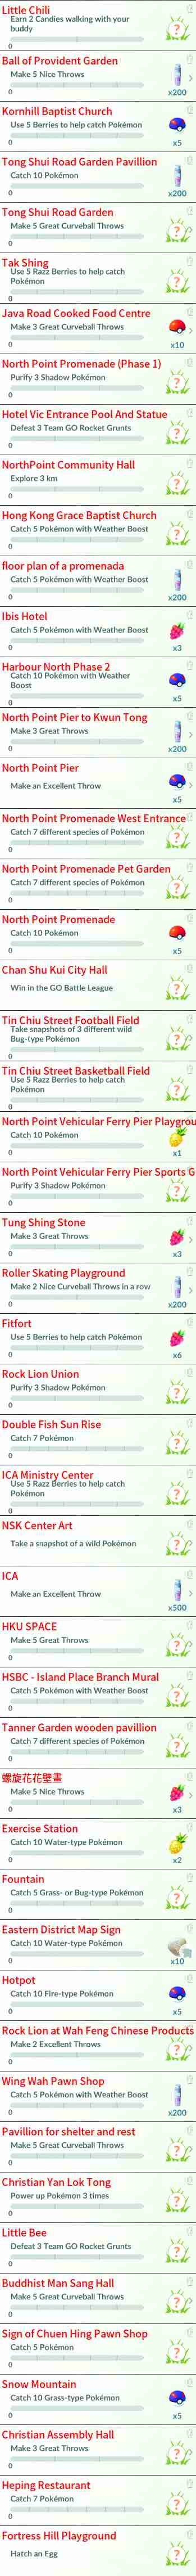 Little Chili
Earn 2 Candies walking with your
buddy
0
Ball of Provident Garden
Make 5 Nice Throws
0
x200
Kornhill Baptist Church
Use 5 Berries to help catch Pokémon
0
x5
Tong Shui Road Garden Pavillion
Catch 10 Pokémon
0
x200
Tong Shui Road Garden
Make 5 Great Curveball Throws
0
Tak Shing
Use 5 Razz Berries to help catch
Pokémon
0
Java Road Cooked Food Centre
Make 3 Great Curveball Throws
0
x10
North Point Promenade (Phase 1)
Purify 3 Shadow Pokémon
0
Hotel Vic Entrance Pool And Statue
Defeat 3 Team GO Rocket Grunts
0
NorthPoint Community Hall
Explore 3 km
0
Hong Kong Grace Baptist Church
Catch 5 Pokémon with Weather Boost
0
floor plan of a promenada
Catch 5 Pokémon with Weather Boost
0
x200
Ibis Hotel
Catch 5 Pokémon with Weather Boost
0
x3
Harbour North Phase 2
Catch 10 Pokémon with Weather
Boost
0
x5
North Point Pier to Kwun Tong
Make 3 Great Throws
0
x200
North Point Pier
Make an Excellent Throw
x5
North Point Promenade West Entrance
Catch 7 different species of Pokémon
0
North Point Promenade Pet Garden
Catch 7 different species of Pokémon
0
North Point Promenade
Catch 10 Pokémon
0
x5
Chan Shu Kui City Hall
Win in the GO Battle League
Tin Chiu Street Football Field
Take snapshots of 3 different wild
Bug-type Pokémon
0
Tin Chiu Street Basketball Field
Use 5 Razz Berries to help catch
Pokémon
0
North Point Vehicular Ferry Pier Playgrou
Catch 10 Pokémon
0
x1
North Point Vehicular Ferry Pier Sports G
Purify 3 Shadow Pokémon
0
Tung Shing Stone
Make 3 Great Throws
0
x3
Roller Skating Playground
Make 2 Nice Curveball Throws in a row
0
x200
Fitfort
Use 5 Berries to help catch Pokémon
0
x6
Rock Lion Union
Purify 3 Shadow Pokémon
0
Double Fish Sun Rise
Catch 7 Pokémon
0
ICA Ministry Center
Use 5 Razz Berries to help catch
Pokémon
0
NSK Center Art
Take a snapshot of a wild Pokémon
ICA
Make an Excellent Throw
x500
HKU SPACE
Make 5 Great Throws
0
HSBC - Island Place Branch Mural
Catch 5 Pokémon with Weather Boost
0
Tanner Garden wooden pavillion
Catch 7 different species of Pokémon
0
螺旋花花壁畫
Make 5 Nice Throws
0
x3
Exercise Station
Catch 10 Water-type Pokémon
0
x2
Fountain
Catch 5 Grass- or Bug-type Pokémon
0
Eastern District Map Sign
Catch 10 Water-type Pokémon
0
x10
Hotpot
Catch 10 Fire-type Pokémon
0
x5
Rock Lion at Wah Feng Chinese Products
Make 2 Excellent Throws
0
Wing Wah Pawn Shop
Catch 5 Pokémon with Weather Boost
0
x200
Pavillion for shelter and rest
Make 5 Great Curveball Throws
0
Christian Yan Lok Tong
Power up Pokémon 3 times
0
Little Bee
Defeat 3 Team GO Rocket Grunts
0
Buddhist Man Sang Hall
Make 5 Great Curveball Throws
0
Sign of Chuen Hing Pawn Shop
Catch 5 Pokémon
0
Snow Mountain
Catch 10 Grass-type Pokémon
0
x5
Christian Assembly Hall
Make 3 Great Throws
0
Heping Restaurant
Catch 7 Pokémon
0
Fortress Hill Playground
Hatch an Egg